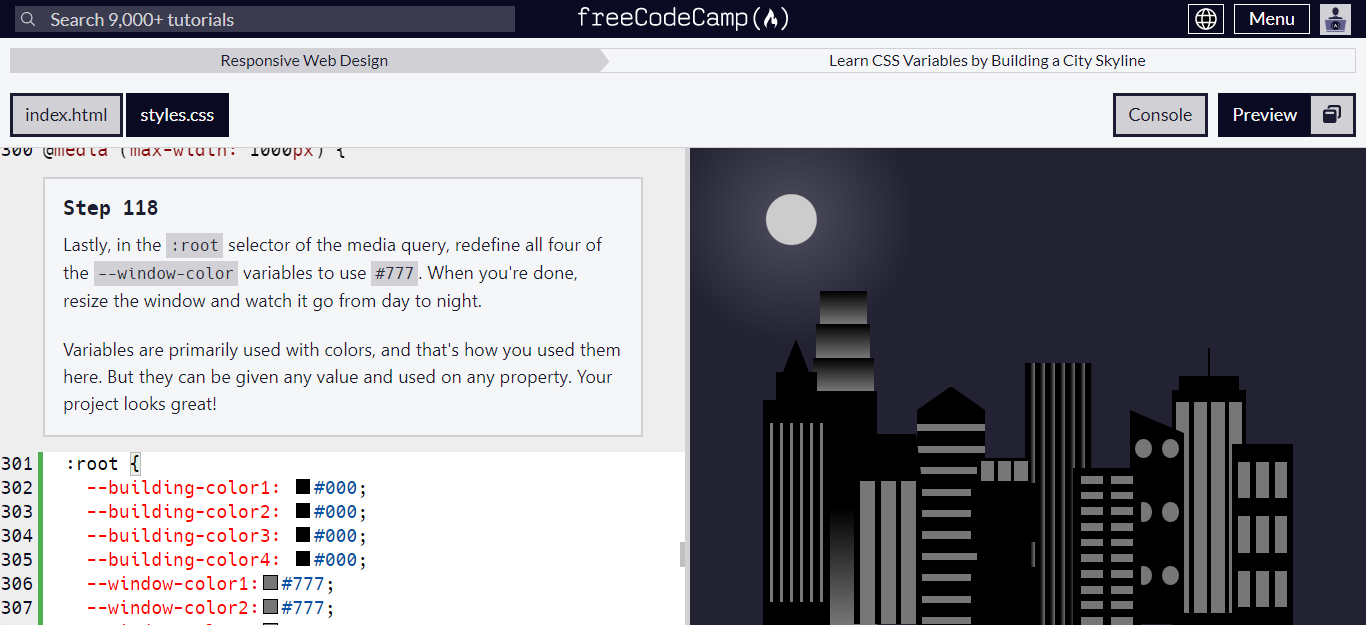 Search 9,000+ tutorials
freeCodeCamp
Menu
Responsive Web Design
Learn CSS Variables by Building a City Skyline
index.html
styles.css
Console
Preview
300 @media (max-width: 1000px) {
Step 118
Lastly, in the :root selector of the media query, redefine all four of
the --window-color variables to use #777. When you're done,
resize the window and watch it go from day to night.
Variables are primarily used with colors, and that's how you used them
here. But they can be given any value and used on any property. Your
project looks great!
301 :root {
302 --building-color1: #000;
303 --building-color2: #000;
304 --building-color3: #000;
305 --building-color4: #000;
306 --window-color1:#777;
307 --window-color2:#777;